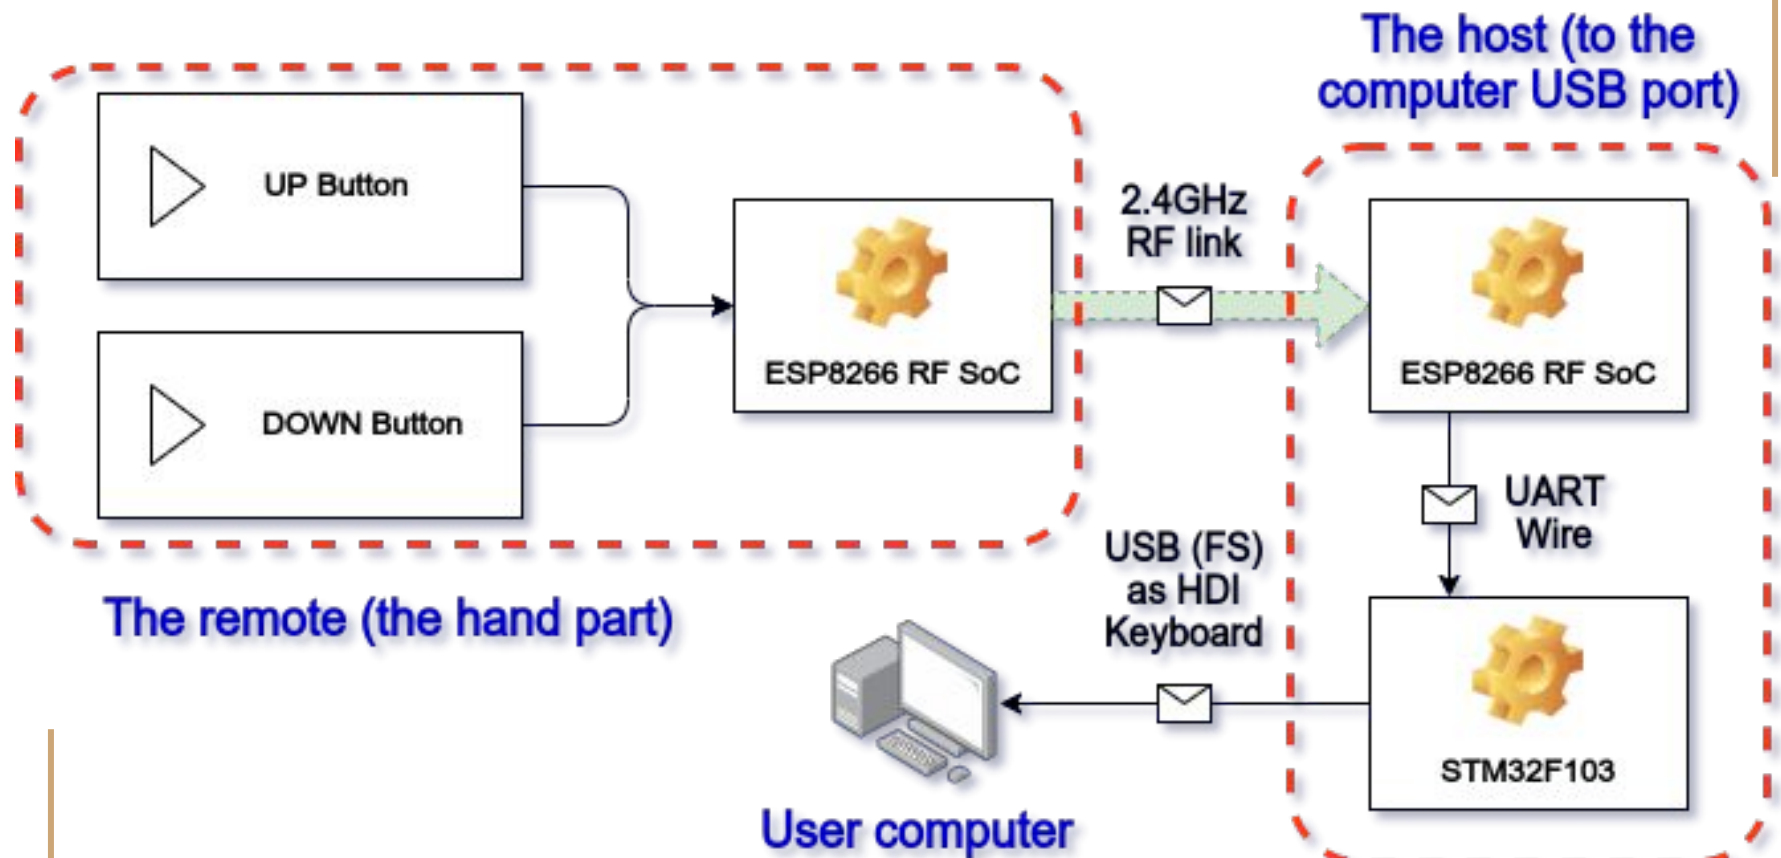 The host (to the
computer USB port)
UP Button
2.4GHz
RF link
ESP8266 RF SoC
ESP8266 RF SoC
DOWN Button
UART
Wire
USB (FS)
as HDI
Keyboard
The remote (the hand part)
STM32F103
User computer